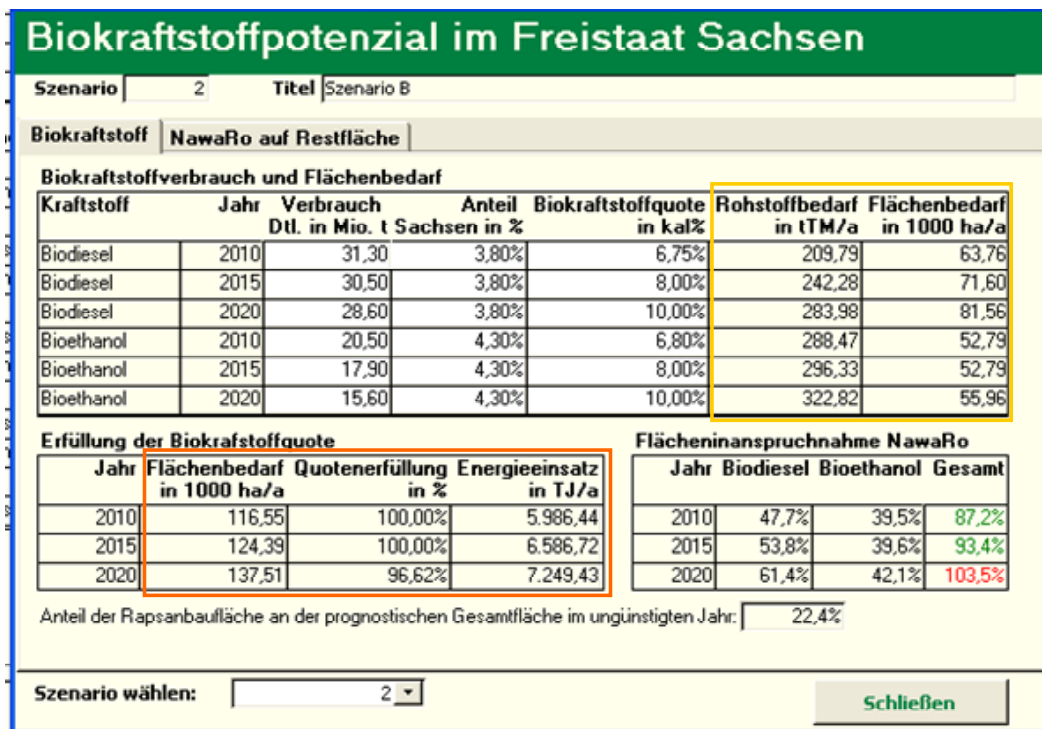 Biokraftstoffpotenzial im Freistaat Sachsen
Szenario 2 Titel Szenario B
Biokraftstoff NawaRo auf Restfläche
Biokraftstoffverbrauch und Flächenbedarf
Kraftstoff Jahr Verbrauch Anteil Biokraftstoffquote Rohstoffbedarf Flächenbedarf
Dtl. in Mio. t Sachsen in % in kal% in tTM/a in 1000 ha/a
Biodiesel 2010 31,30 3,80% 6,75% 209,79 63,76
Biodiesel 2015 30,50 3,80% 8,00% 242,28 71,60
Biodiesel 2020 28,60 3,80% 10,00% 283,98 81,56
Bioethanol 2010 20,50 4,30% 6,80% 288,47 52,79
Bioethanol 2015 17,90 4,30% 8,00% 296,33 52,79
Bioethanol 2020 15,60 4,30% 10,00% 322,82 55,96
Erfüllung der Biokrafstoffquote Flächeninanspruchnahme NawaRo
Jahr Flächenbedarf Quotenerfüllung Energieeinsatz Jahr Biodiesel Bioethanol Gesamt
in 1000 ha/a in % in TJ/a
2010 116,55 100,00% 5.986,44 2010 47,7% 39,5% 87,2%
2015 124,39 100,00% 6.586,72 2015 53,8% 39,6% 93,4%
2020 137,51 96,62% 7.249,43 2020 61,4% 42,1% 103,5%
Anteil der Rapsanbaufläche an der prognostischen Gesamtfläche im ungünstigten Jahr: 22,4%
Szenario wählen: 2 Schließen